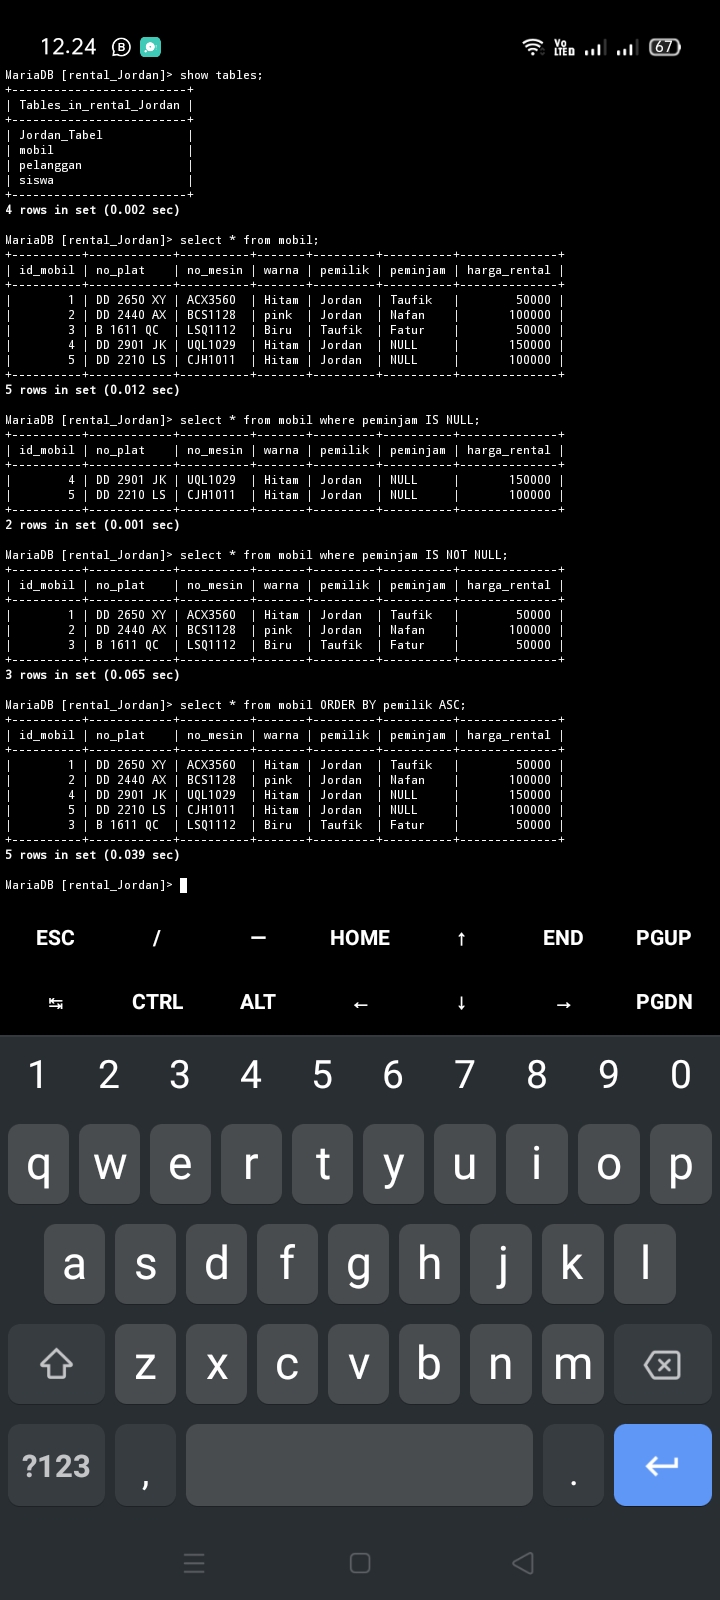 12.24
VoLTED
67
MariaDB [rental_Jordan]> show tables;
+-------------------------+
| Tables_in_rental_Jordan |
+-------------------------+
| Jordan_Tabel            |
| mobil                   |
| pelanggan               |
| siswa                   |
+-------------------------+
4 rows in set (0.002 sec)
MariaDB [rental_Jordan]> select * from mobil;
+----------+------------+----------+-------+---------+----------+--------------+
| id_mobil | no_plat    | no_mesin | warna | pemilik | peminjam | harga_rental |
+----------+------------+----------+-------+---------+----------+--------------+
|        1 | DD 2650 XY | ACX3560  | Hitam | Jordan  | Taufik   |        50000 |
|        2 | DD 2440 AX | BCS1128  | pink  | Jordan  | Nafan    |       100000 |
|        3 | B 1611 QC  | LSQ1112  | Biru  | Taufik  | Fatur    |        50000 |
|        4 | DD 2901 JK | UQL1029  | Hitam | Jordan  | NULL     |       150000 |
|        5 | DD 2210 LS | CJH1011  | Hitam | Jordan  | NULL     |       100000 |
+----------+------------+----------+-------+---------+----------+--------------+
5 rows in set (0.012 sec)
MariaDB [rental_Jordan]> select * from mobil where peminjam IS NULL;
+----------+------------+----------+-------+---------+----------+--------------+
| id_mobil | no_plat    | no_mesin | warna | pemilik | peminjam | harga_rental |
+----------+------------+----------+-------+---------+----------+--------------+
|        4 | DD 2901 JK | UQL1029  | Hitam | Jordan  | NULL     |       150000 |
|        5 | DD 2210 LS | CJH1011  | Hitam | Jordan  | NULL     |       100000 |
+----------+------------+----------+-------+---------+----------+--------------+
2 rows in set (0.001 sec)
MariaDB [rental_Jordan]> select * from mobil where peminjam IS NOT NULL;
+----------+------------+----------+-------+---------+----------+--------------+
| id_mobil | no_plat    | no_mesin | warna | pemilik | peminjam | harga_rental |
+----------+------------+----------+-------+---------+----------+--------------+
|        1 | DD 2650 XY | ACX3560  | Hitam | Jordan  | Taufik   |        50000 |
|        2 | DD 2440 AX | BCS1128  | pink  | Jordan  | Nafan    |       100000 |
|        3 | B 1611 QC  | LSQ1112  | Biru  | Taufik  | Fatur    |        50000 |
+----------+------------+----------+-------+---------+----------+--------------+
3 rows in set (0.065 sec)
MariaDB [rental_Jordan]> select * from mobil ORDER BY pemilik ASC;
+----------+------------+----------+-------+---------+----------+--------------+
| id_mobil | no_plat    | no_mesin | warna | pemilik | peminjam | harga_rental |
+----------+------------+----------+-------+---------+----------+--------------+
|        1 | DD 2650 XY | ACX3560  | Hitam | Jordan  | Taufik   |        50000 |
|        2 | DD 2440 AX | BCS1128  | pink  | Jordan  | Nafan    |       100000 |
|        4 | DD 2901 JK | UQL1029  | Hitam | Jordan  | NULL     |       150000 |
|        5 | DD 2210 LS | CJH1011  | Hitam | Jordan  | NULL     |       100000 |
|        3 | B 1611 QC  | LSQ1112  | Biru  | Taufik  | Fatur    |        50000 |
+----------+------------+----------+-------+---------+----------+--------------+
5 rows in set (0.039 sec)
MariaDB [rental_Jordan]>
ESC / — HOME ↑ END PGUP
↹ CTRL ALT ← ↓ → PGDN
1 2 3 4 5 6 7 8 9 0
q w e r t y u i o p
a s d f g h j k l
z x c v b n m
?123 , .